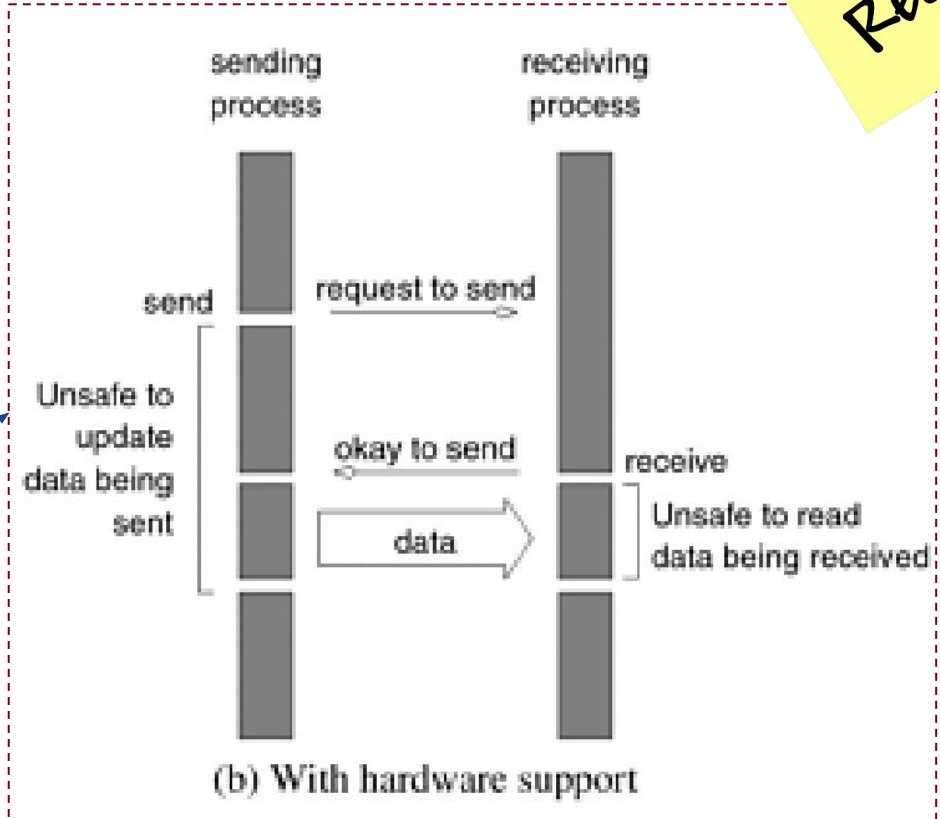 sending
process
receiving
process
send
request to send
Unsafe to
update
data being
sent
okay to send
receive
data
Unsafe to read
data being received
(b) With hardware support